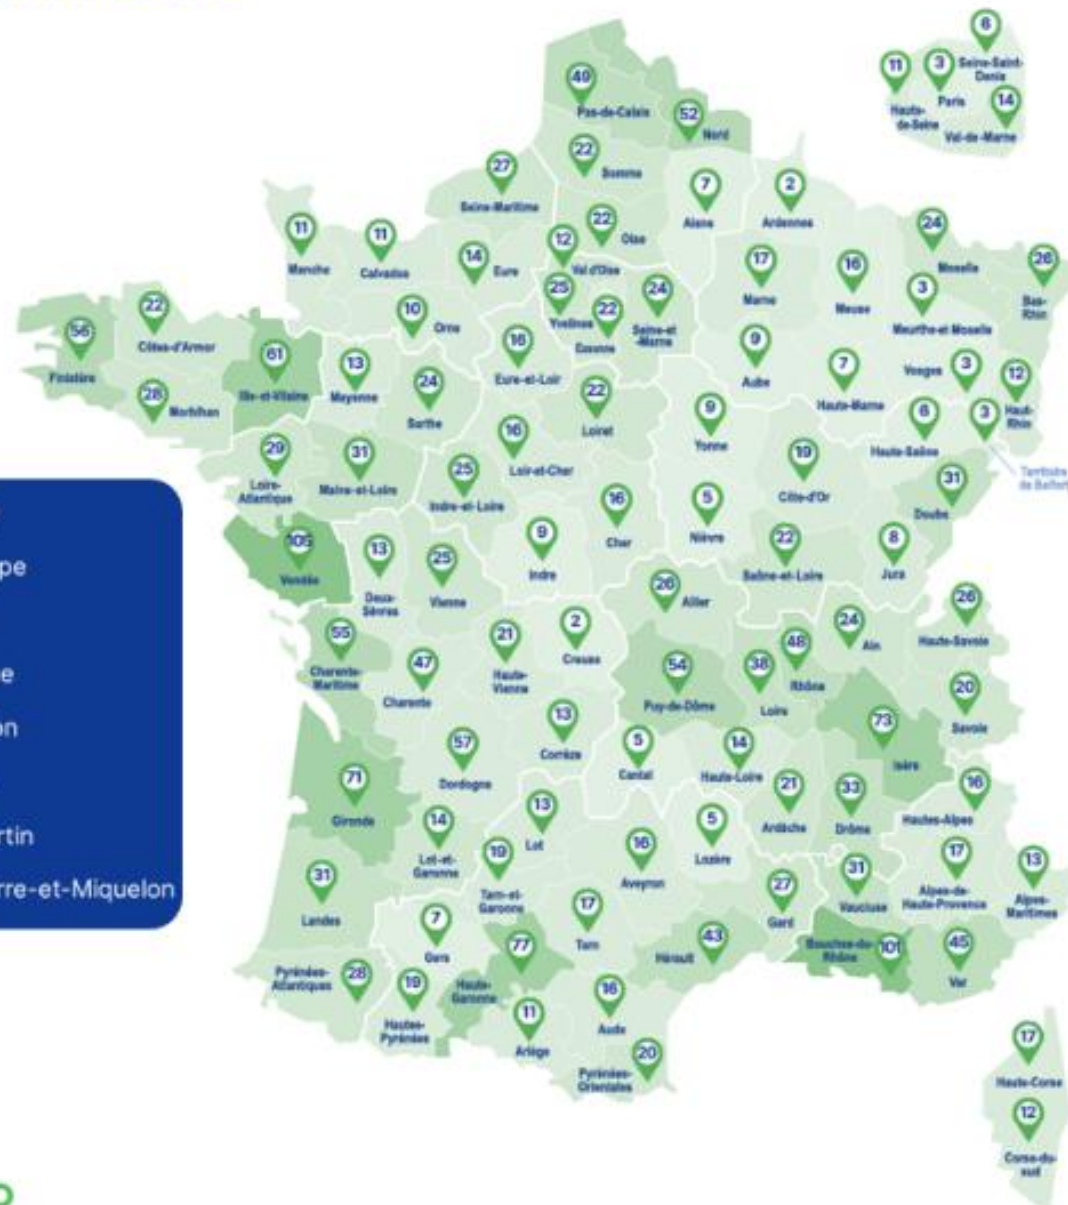 6
Seine-Saint-
Denis
11
Hauts-
de-Seine
3
Paris
14
Val-de-Marne
49
Pas-de-Calais
52
Nord
22
Somme
27
Seine-Maritime
7
Aisne
2
Ardennes
22
Oise
12
Val d'Oise
11
Manche
11
Calvados
14
Eure
17
Marne
16
Meuse
24
Moselle
26
Bas-
Rhin
3
Meurthe-et Moselle
25
Yvelines
22
Essonne
24
Seine-et
-Marne
10
Orne
56
Finistère
22
Côtes-d'Armor
61
Ille-et-Vilaine
28
Morbihan
13
Mayenne
24
Sarthe
16
Eure-et-Loir
22
Loiret
9
Aube
7
Haute-Marne
3
Vosges
12
Haut-
Rhin
9
Yonne
6
Haute-Saône
3
Territoire
de Belfort
29
Loire-
Atlantique
31
Maine-et-Loire
25
Indre-et-Loire
16
Loir-et-Cher
16
Cher
19
Côte-d'Or
31
Doubs
5
Nièvre
105
Vendée
13
Deux-
Sèvres
25
Vienne
9
Indre
22
Saône-et-Loire
8
Jura
26
Allier
24
Ain
26
Haute-Savoie
55
Charente-
Maritime
47
Charente
21
Haute-
Vienne
2
Creuse
54
Puy-de-Dôme
38
Loire
48
Rhône
20
Savoie
73
Isère
57
Dordogne
13
Corrèze
5
Cantal
14
Haute-Loire
21
Ardèche
33
Drôme
16
Hautes-Alpes
71
Gironde
14
Lot-et-
Garonne
13
Lot
19
Tarn-et-
Garonne
16
Aveyron
5
Lozère
27
Gard
31
Vaucluse
17
Alpes-de-
Haute-Provence
13
Alpes-
Maritimes
31
Landes
7
Gers
77
Haute-
Garonne
17
Tarn
43
Hérault
Bouches-du-
Rhône
101
45
Var
Pyrénées-
Atlantiques
28
19
Hautes-
Pyrénées
11
Ariège
16
Aude
20
Pyrénées-
Orientales
17
Haute-Corse
12
Corse-du-
sud
pe
e
on
rtin
rre-et-Miquelon